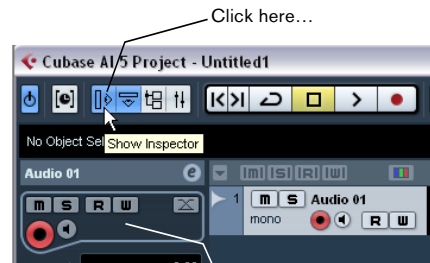 Click here…
Cubase AI 5 Project - Untitled1
No Object Sel
Show Inspector
Audio 01 e m S R W
m S R W
1 m S Audio 01
mono R W